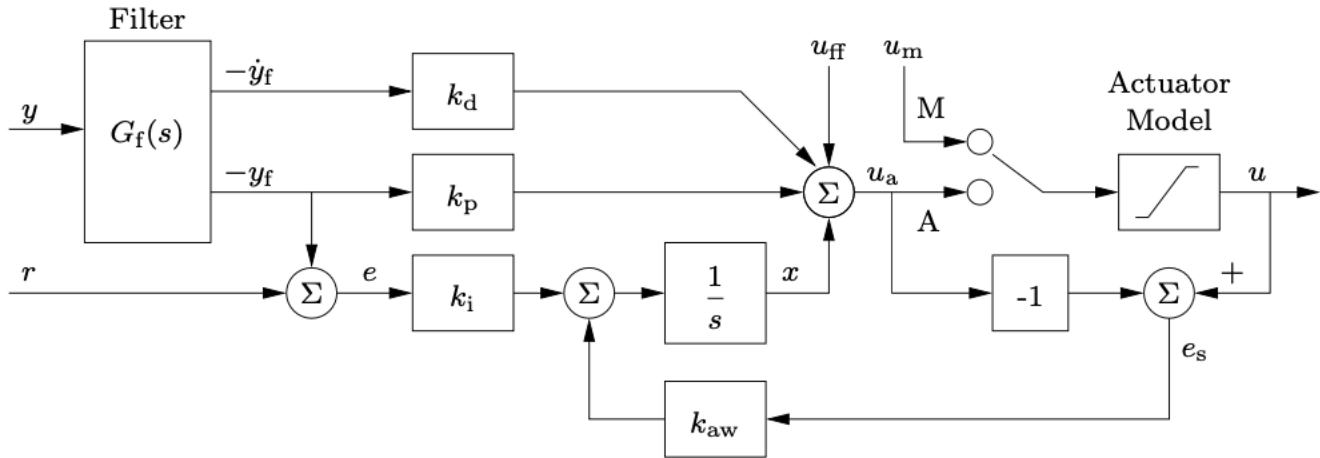 Filter
y
G_f(s)
−ẏ_f
k_d
u_ff
u_m
M
Actuator
Model
−y_f
k_p
Σ
u_a
A
u
r
Σ
e
k_i
Σ
1/s
x
-1
Σ
+
e_s
k_aw